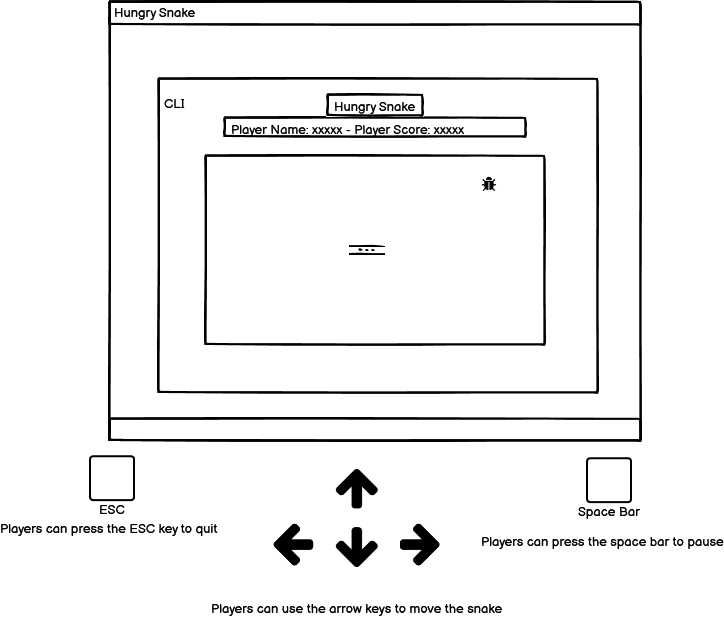 Hungry Snake
CLI
Hungry Snake
Player Name: xxxxx - Player Score: xxxxx
ESC
Players can press the ESC key to quit
Space Bar
Players can press the space bar to pause
Players can use the arrow keys to move the snake